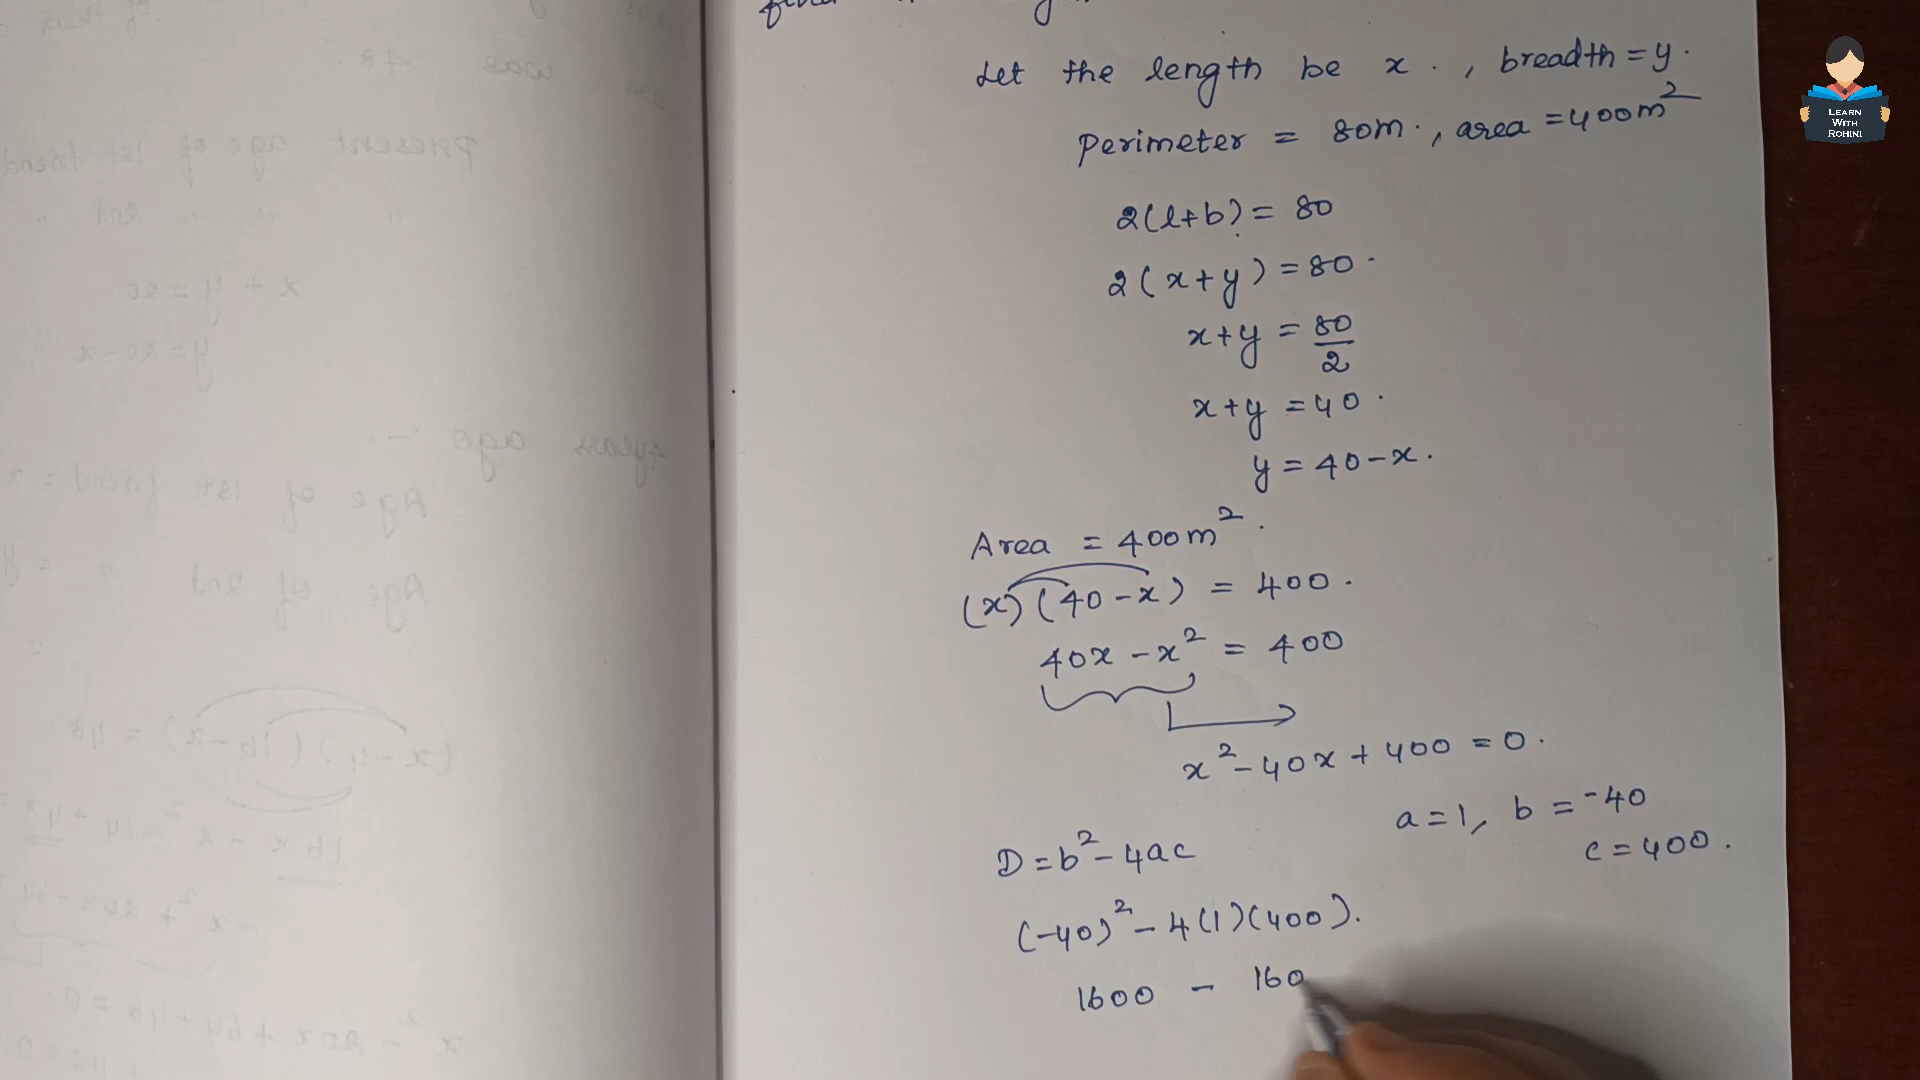 Let the length be x . , breadth = y .
Perimeter = 80m . , area = 400m²
2(l+b) = 80
2(x+y) = 80 .
x+y = 80/2
x+y = 40 .
y = 40-x .
Area = 400m² .
(x)(40-x) = 400 .
40x - x² = 400
x² - 40x + 400 = 0 .
a=1, b = -40
c = 400 .
D = b² - 4ac
(-40)² - 4(1)(400) .
1600 - 160
LEARN
WITH
ROHINI